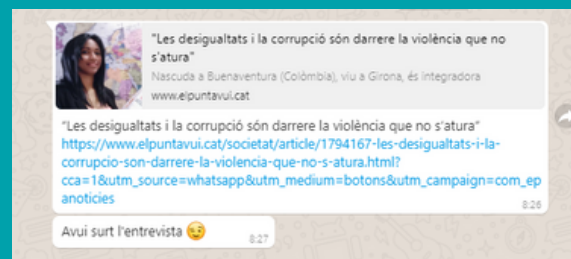 "Les desigualtats i la corrupció són darrere la violència que no
s'atura"
Nascuda a Buenaventura (Colòmbia), viu a Girona, és integradora
www.elpuntavui.cat
"Les desigualtats i la corrupció són darrere la violència que no s'atura"
https://www.elpuntavui.cat/societat/article/1794167-les-desigualtats-i-la-
corrupcio-son-darrere-la-violencia-que-no-s-atura.html?
cca=1&utm_source=whatsapp&utm_medium=botons&utm_campaign=com_ep
anoticies
8:26
Avui surt l'entrevista 😉
8:27